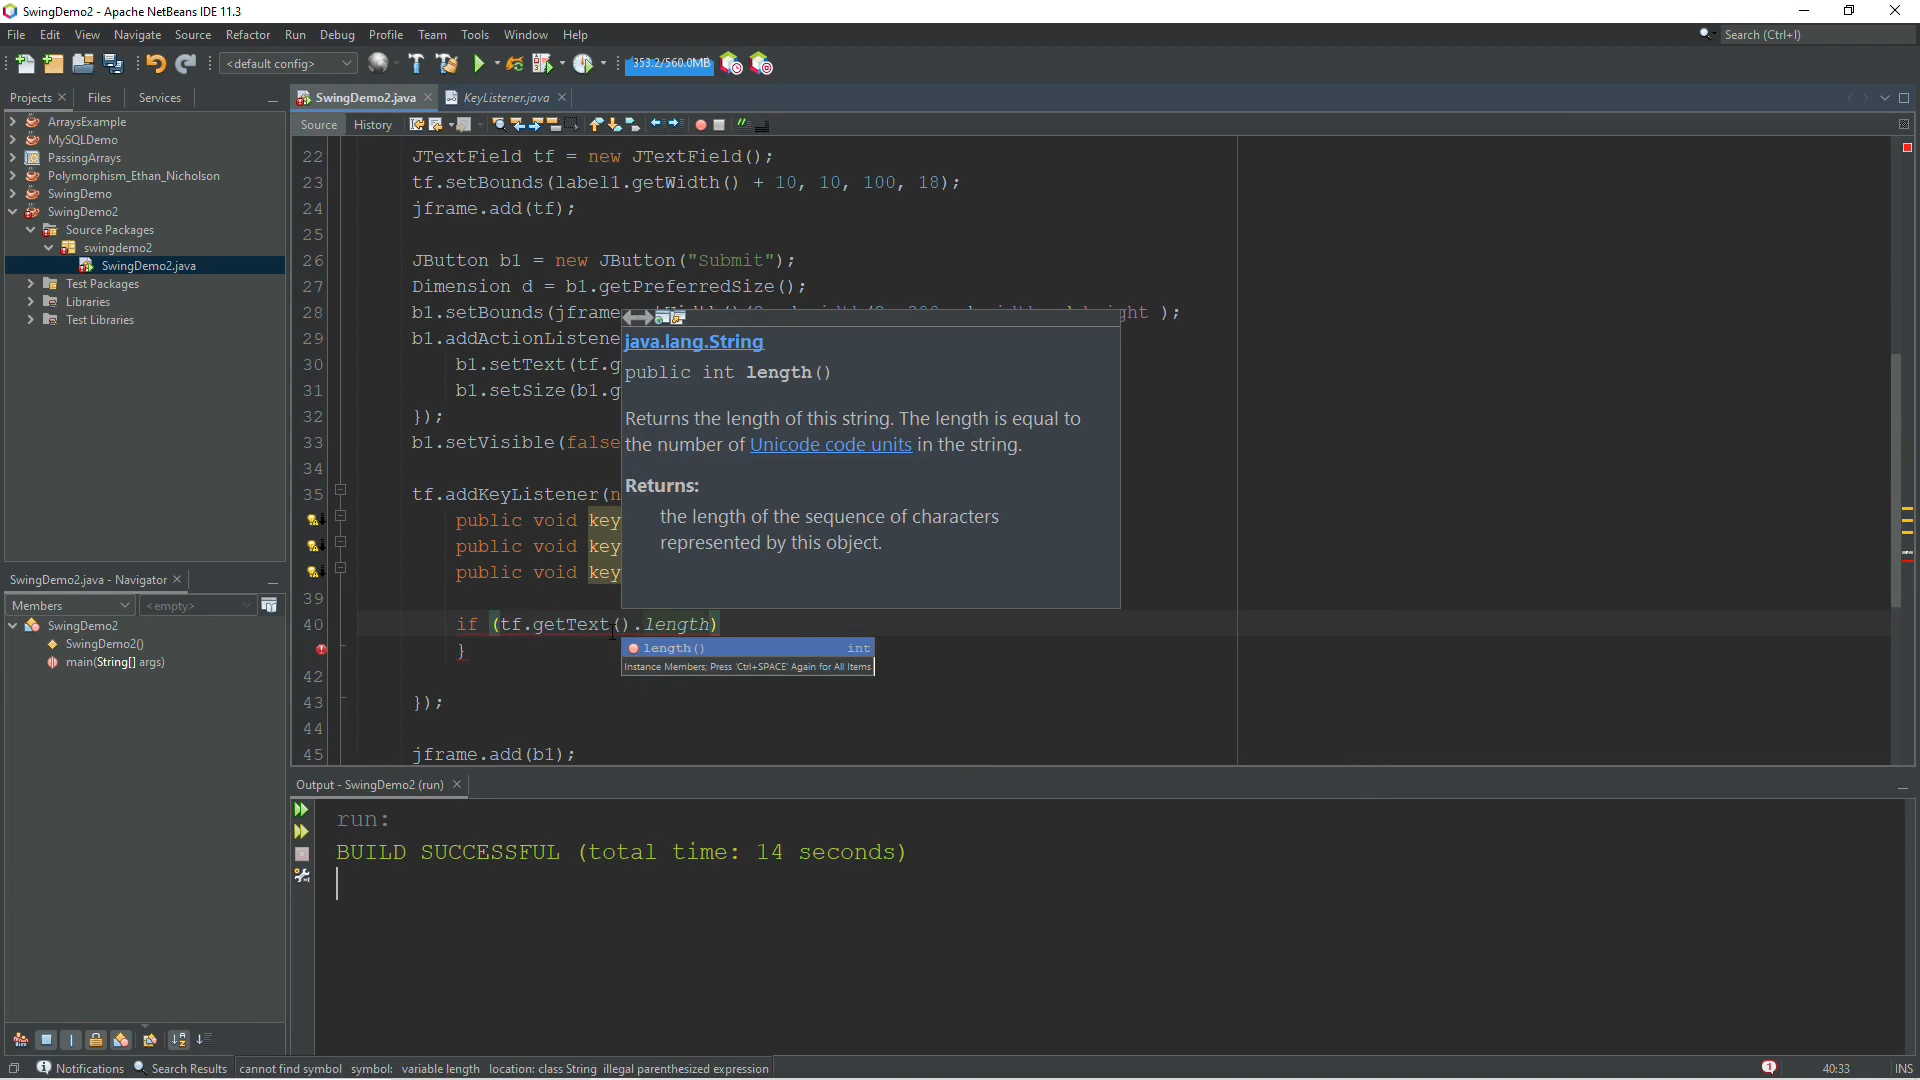 SwingDemo2 - Apache NetBeans IDE 11.3
File Edit View Navigate Source Refactor Run Debug Profile Team Tools Window Help
Search (Ctrl+I)
<default config>
353.2/560.0MB
Projects Files Services
SwingDemo2.java KeyListener.java
Source History
ArraysExample
MySQLDemo
PassingArrays
Polymorphism_Ethan_Nicholson
SwingDemo
SwingDemo2
Source Packages
swingdemo2
SwingDemo2.java
Test Packages
Libraries
Test Libraries
22 JTextField tf = new JTextField();
23 tf.setBounds(label1.getWidth() + 10, 10, 100, 18);
24 jframe.add(tf);
25
26 JButton b1 = new JButton("Submit");
27 Dimension d = b1.getPreferredSize();
28 b1.setBounds(jframe ht );
29 b1.addActionListene
30 b1.setText(tf.g
31 b1.setSize(b1.g
32 });
33 b1.setVisible(false
34
35 tf.addKeyListener(n
public void key
public void key
public void key
39
40 if (tf.getText().length)
}
42
43 });
44
45 jframe.add(b1);
java.lang.String
public int length()
Returns the length of this string. The length is equal to
the number of Unicode code units in the string.
Returns:
the length of the sequence of characters
represented by this object.
length() int
Instance Members; Press 'Ctrl+SPACE' Again for All Items
SwingDemo2.java - Navigator
Members <empty>
SwingDemo2
SwingDemo2()
main(String[] args)
Output - SwingDemo2 (run)
run:
BUILD SUCCESSFUL (total time: 14 seconds)
Notifications Search Results cannot find symbol symbol: variable length location: class String illegal parenthesized expression
1 40:33 INS